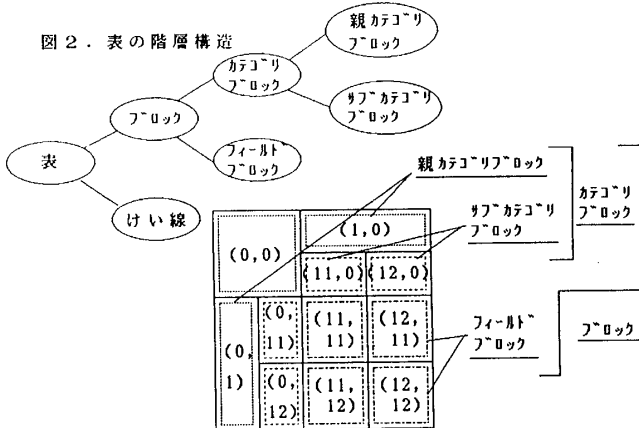 図２．表の階層構造
親カテゴリ
ブロック
カテゴリ
ブロック
サブカテゴリ
ブロック
ブロック
フィールド
ブロック
表
けい線
親カテゴリブロック
サブカテゴリ
ブロック
カテゴリ
ブロック
フィールド
ブロック
ブロック
(0,0)
(1,0)
(11,0)
(12,0)
(0,
1)
(0,
11)
(11,
11)
(12,
11)
(0,
12)
(11,
12)
(12,
12)